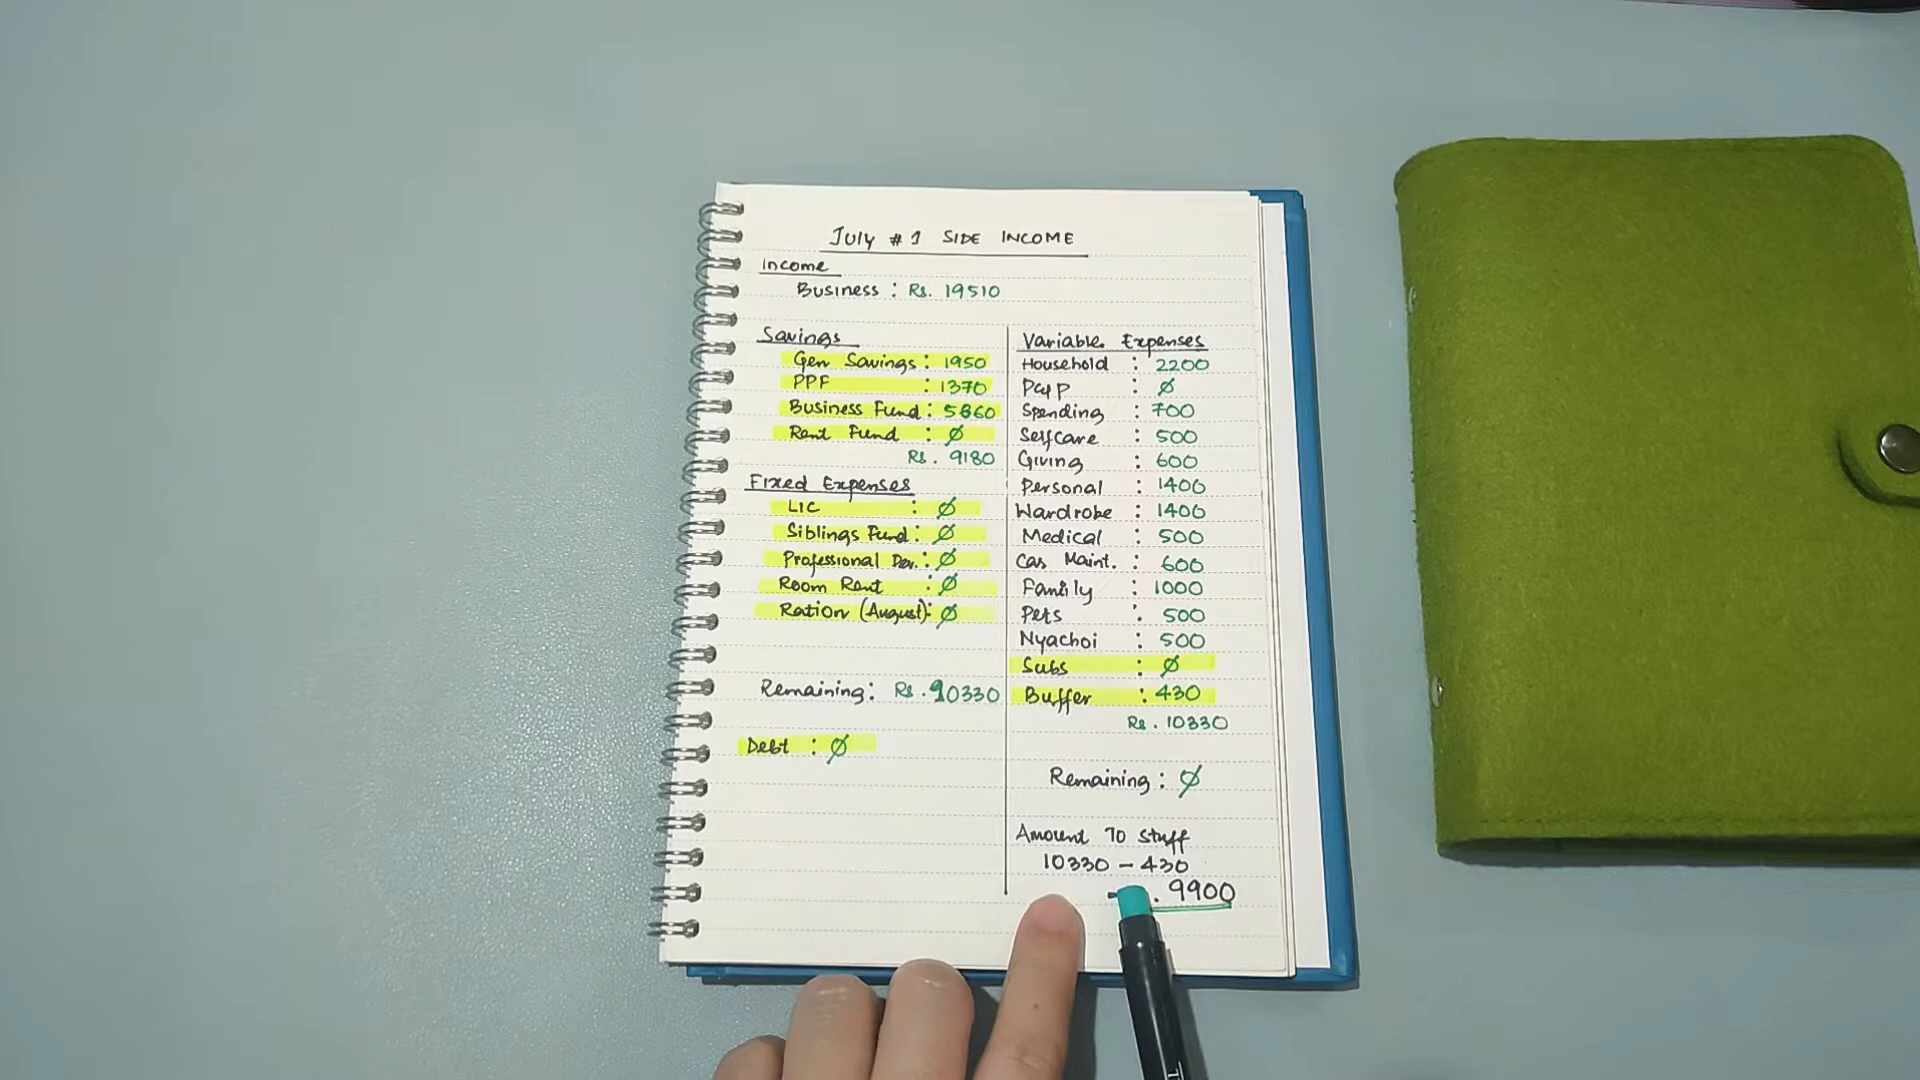 July # 1 SIDE INCOME
Income
Business : Rs. 19510
Savings
Gen Savings : 1950
PPF : 1370
Business Fund : 5860
Rent Fund : ∅
Rs. 9180
Fixed Expenses
LIC : ∅
Siblings Fund : ∅
Professional Dev. : ∅
Room Rent : ∅
Ration (August) : ∅
Remaining : Rs. 10330
Debt : ∅
Variable Expenses
Household : 2200
: ∅
Spending : 700
Selfcare : 500
Giving : 600
Personal : 1400
Wardrobe : 1400
Medical : 500
Car Maint. : 600
Family : 1000
Pets : 500
Nyachoi : 500
Subs : ∅
Buffer : 430
Rs. 10330
Remaining : ∅
Amount To Stuff
10330 - 430
. 9900